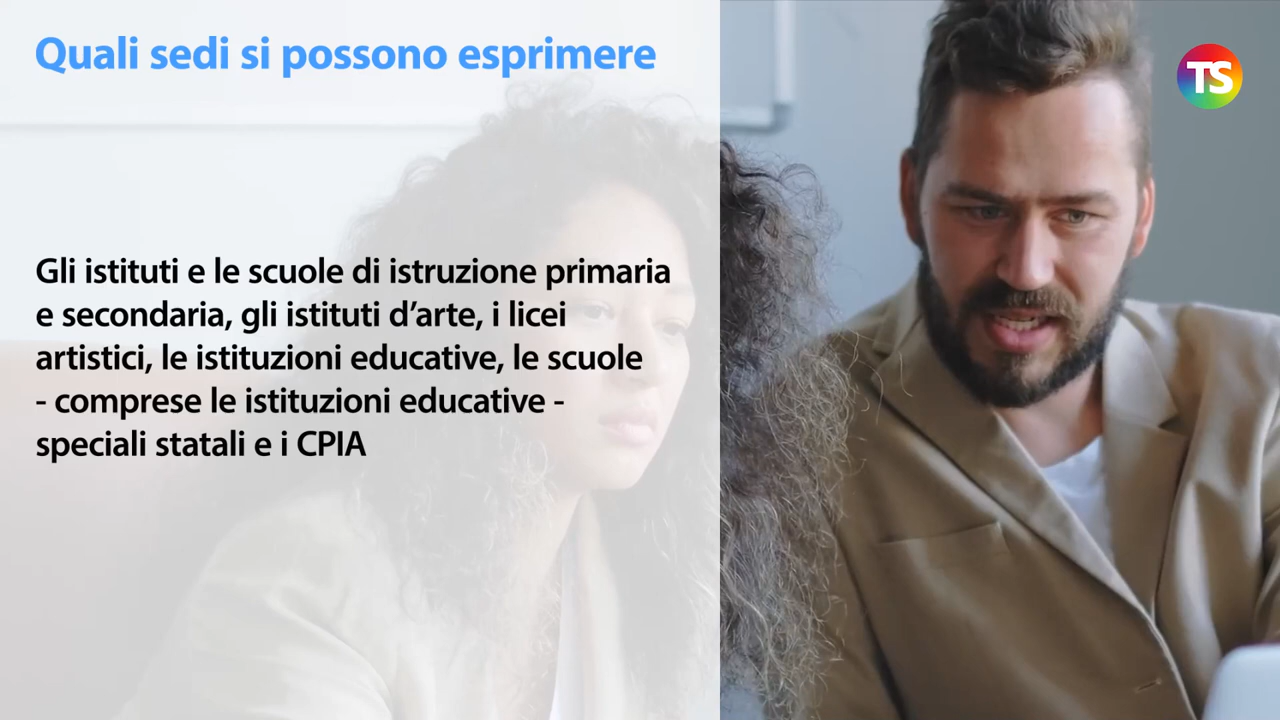 Quali sedi si possono esprimere
TS
Gli istituti e le scuole di istruzione primaria
e secondaria, gli istituti d’arte, i licei
artistici, le istituzioni educative, le scuole
- comprese le istituzioni educative -
speciali statali e i CPIA